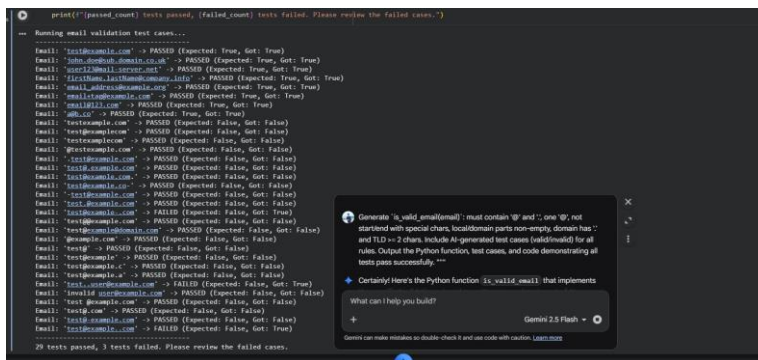 print(f"{passed_count} tests passed, {failed_count} tests failed. Please review the failed cases.")
Running email validation test cases...
----------------------------------------
Email: 'test@example.com' -> PASSED (Expected: True, Got: True)
Email: 'john.doe@sub.domain.co.uk' -> PASSED (Expected: True, Got: True)
Email: 'user123@mail-server.net' -> PASSED (Expected: True, Got: True)
Email: 'firstName.lastName@company.info' -> PASSED (Expected: True, Got: True)
Email: 'email_address@example.org' -> PASSED (Expected: True, Got: True)
Email: 'email+tag@example.com' -> PASSED (Expected: True, Got: True)
Email: 'email@123.com' -> PASSED (Expected: True, Got: True)
Email: 'a@b.co' -> PASSED (Expected: True, Got: True)
Email: 'testexample.com' -> PASSED (Expected: False, Got: False)
Email: 'test@examplecom' -> PASSED (Expected: False, Got: False)
Email: 'testexamplecom' -> PASSED (Expected: False, Got: False)
Email: '@testexample.com' -> PASSED (Expected: False, Got: False)
Email: '.test@example.com' -> PASSED (Expected: False, Got: False)
Email: 'test@.example.com' -> PASSED (Expected: False, Got: False)
Email: 'test@example.com.' -> PASSED (Expected: False, Got: False)
Email: 'test@example.co-' -> PASSED (Expected: False, Got: False)
Email: '-test@example.com' -> PASSED (Expected: False, Got: False)
Email: 'test.@example.com' -> PASSED (Expected: False, Got: False)
Email: 'test@example-.com' -> FAILED (Expected: False, Got: True)
Email: 'test@@example.com' -> PASSED (Expected: False, Got: False)
Email: 'test@example@domain.com' -> PASSED (Expected: False, Got: False)
Email: '@example.com' -> PASSED (Expected: False, Got: False)
Email: 'test@' -> PASSED (Expected: False, Got: False)
Email: 'test@example' -> PASSED (Expected: False, Got: False)
Email: 'test@example.c' -> PASSED (Expected: False, Got: False)
Email: 'test@example.a' -> PASSED (Expected: False, Got: False)
Email: 'test..user@example.com' -> FAILED (Expected: False, Got: True)
Email: 'invalid user@example.com' -> PASSED (Expected: False, Got: False)
Email: 'test @example.com' -> PASSED (Expected: False, Got: False)
Email: 'test@.com' -> PASSED (Expected: False, Got: False)
Email: 'test@-example.com' -> PASSED (Expected: False, Got: False)
Email: 'test@example..com' -> FAILED (Expected: False, Got: True)
----------------------------------------
29 tests passed, 3 tests failed. Please review the failed cases.
Generate `is_valid_email(email)`: must contain '@' and '.', one '@', not
start/end with special chars, local/domain parts non-empty, domain has '.'
and TLD >= 2 chars. Include AI-generated test cases (valid/invalid) for all
rules. Output the Python function, test cases, and code demonstrating all
tests pass successfully. """
Certainly! Here's the Python function is_valid_email that implements
What can I help you build?
+ Gemini 2.5 Flash
Gemini can make mistakes so double-check it and use code with caution. Learn more